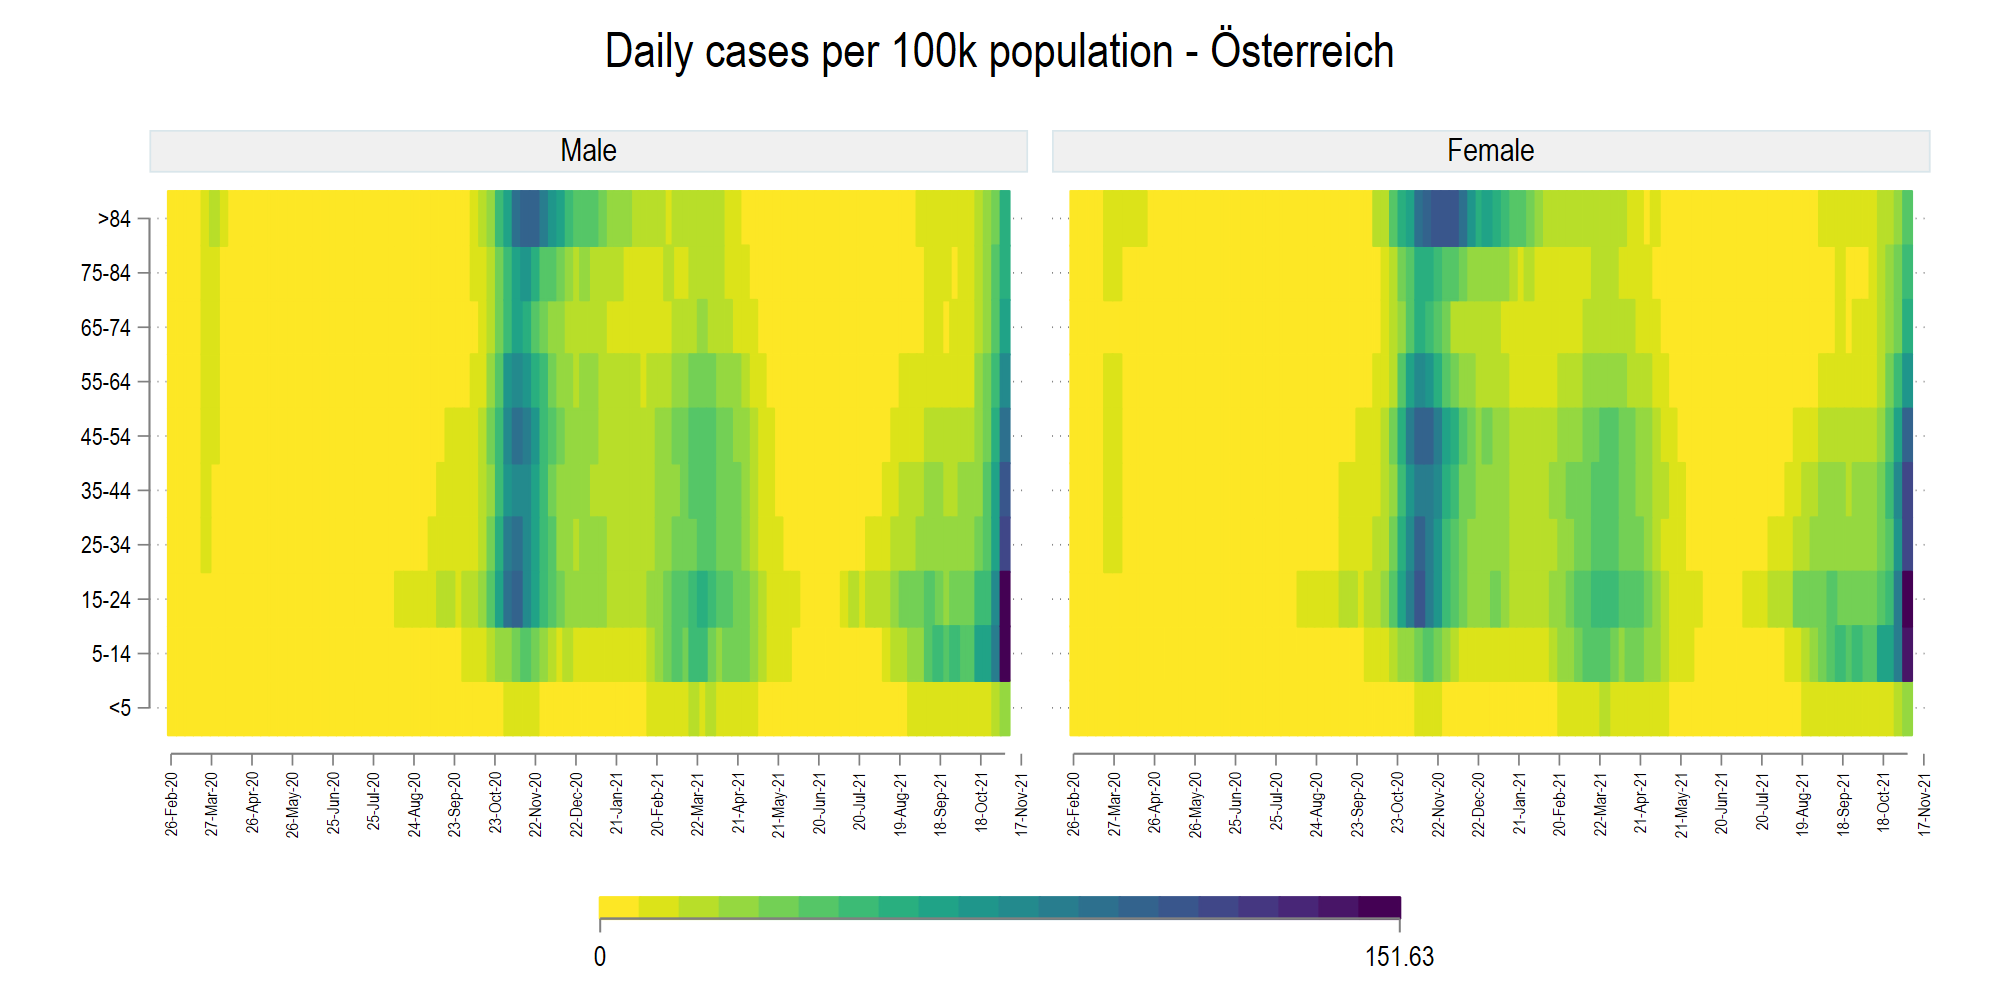 Daily cases per 100k population - Österreich
Male
Female
>84
75-84
65-74
55-64
45-54
35-44
25-34
15-24
5-14
<5
26-Feb-20
27-Mar-20
26-Apr-20
26-May-20
25-Jun-20
25-Jul-20
24-Aug-20
23-Sep-20
23-Oct-20
22-Nov-20
22-Dec-20
21-Jan-21
20-Feb-21
22-Mar-21
21-Apr-21
21-May-21
20-Jun-21
20-Jul-21
19-Aug-21
18-Sep-21
18-Oct-21
17-Nov-21
26-Feb-20
27-Mar-20
26-Apr-20
26-May-20
25-Jun-20
25-Jul-20
24-Aug-20
23-Sep-20
23-Oct-20
22-Nov-20
22-Dec-20
21-Jan-21
20-Feb-21
22-Mar-21
21-Apr-21
21-May-21
20-Jun-21
20-Jul-21
19-Aug-21
18-Sep-21
18-Oct-21
17-Nov-21
0
151.63